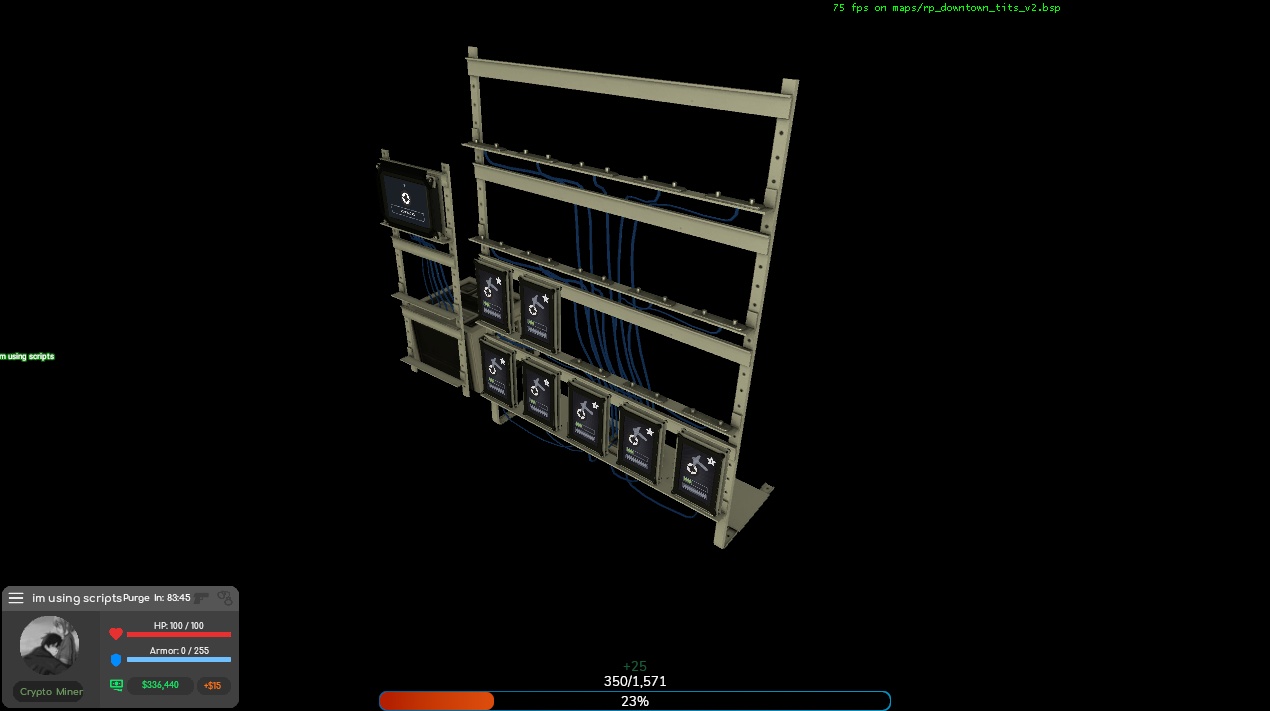 75 fps on maps/rp_downtown_tits_v2.bsp
m using scripts
im using scripts Purge In: 83:45
HP: 100 / 100
Armor: 0 / 255
Crypto Miner
$336,440
+$15
+25
350/1,571
23%